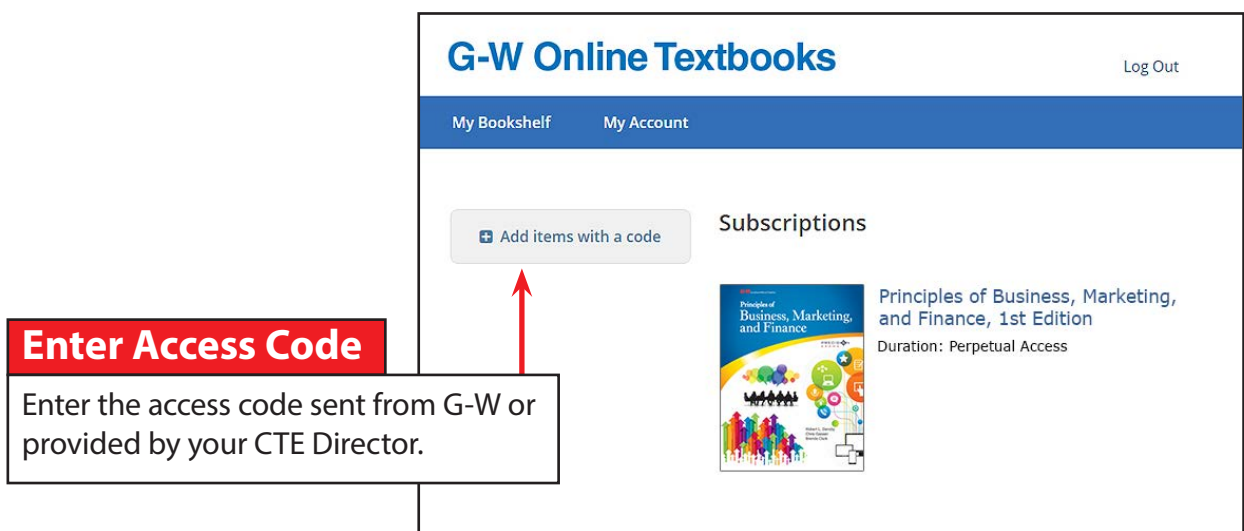 G-W Online Textbooks
Log Out
My Bookshelf
My Account
Add items with a code
Subscriptions
Principles of
Business, Marketing,
and Finance
Principles of Business, Marketing,
and Finance, 1st Edition
Duration: Perpetual Access
Enter Access Code
Enter the access code sent from G-W or
provided by your CTE Director.